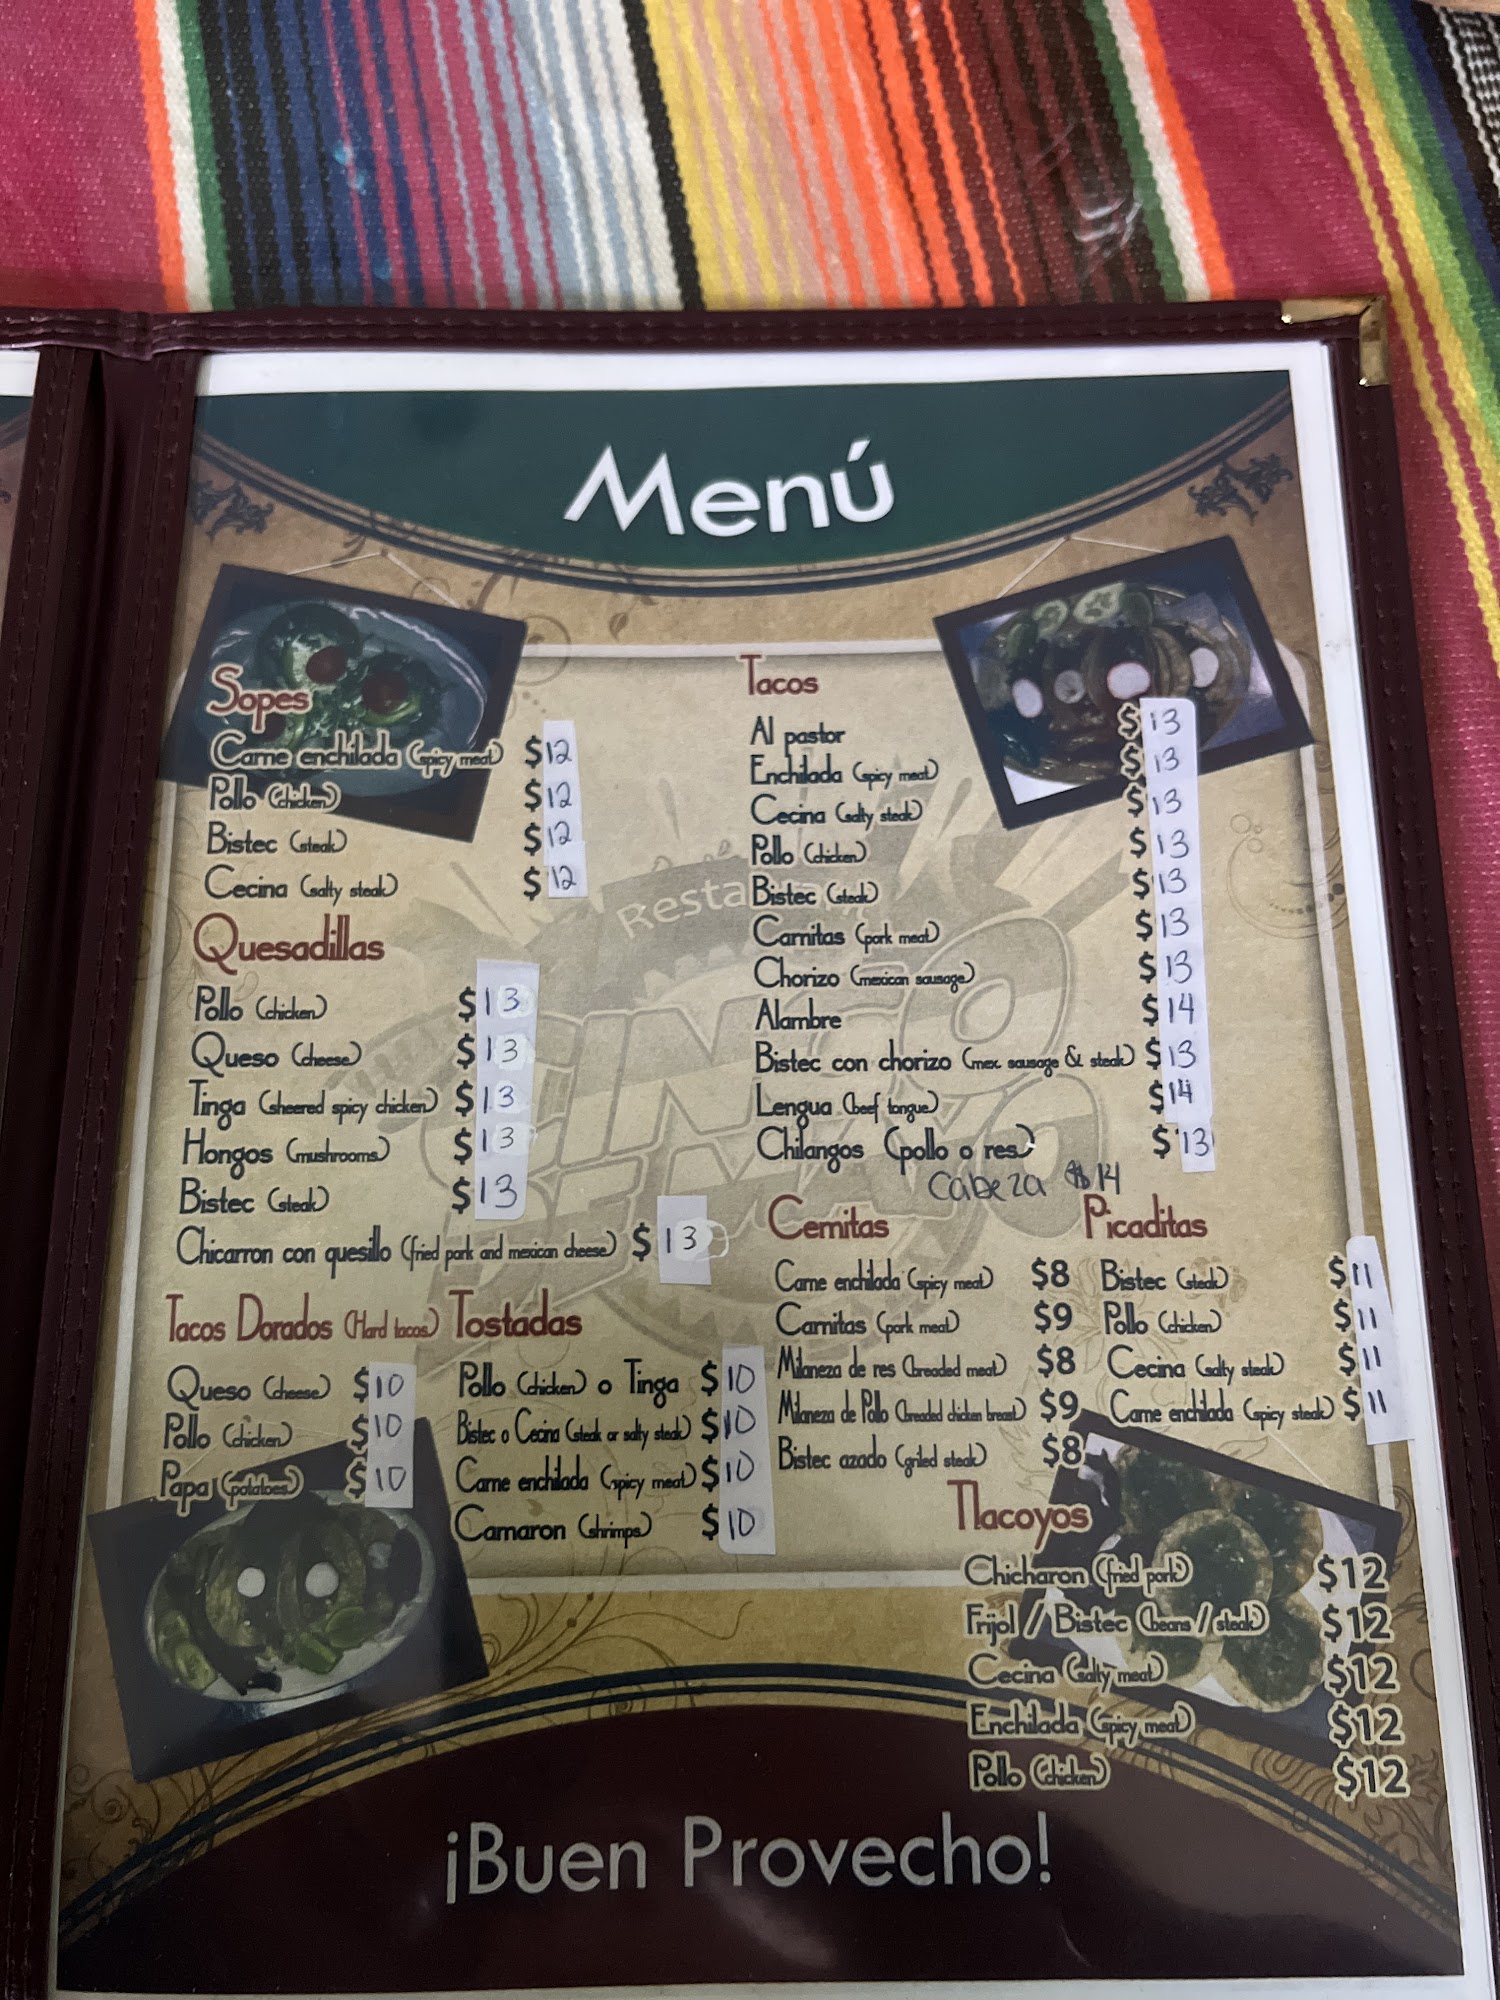 Menú
Sopes
Carne enchilada (spicy meat) $12
Pollo (chicken) $12
Bistec (steak) $12
Cecina (salty steak) $12
Quesadillas
Pollo (chicken) $13
Queso (cheese) $13
Tinga (sheered spicy chicken) $13
Hongos (mushrooms) $13
Bistec (steak) $13
Chicarron con quesillo (fried pork and mexican cheese) $13
Tacos Dorados (Hard tacos)
Queso (cheese) $10
Pollo (chicken) $10
Papa (potatoes) $10
Tostadas
Pollo (chicken) o Tinga $10
Bistec o Cecina (steak or salty steak) $10
Carne enchilada (spicy meat) $10
Camaron (shrimps) $10
Tacos
Al pastor $13
Enchilada (spicy meat) $13
Cecina (salty steak) $13
Pollo (chicken) $13
Bistec (steak) $13
Carnitas (pork meat) $13
Chorizo (mexican sausage) $13
Alambre $14
Bistec con chorizo (mex. sausage & steak) $13
Lengua (beef tongue) $14
Chilangos (pollo o res) $13
Cabeza $14
Cemitas
Carne enchilada (spicy meat) $8
Carnitas (pork meat) $9
Milaneza de res (breaded meat) $8
Milaneza de Pollo (breaded chicken breast) $9
Bistec azado (griled steak) $8
Picaditas
Bistec (steak) $11
Pollo (chicken) $11
Cecina (salty steak) $11
Carne enchilada (spicy steak) $11
Tlacoyos
Chicharon (fried pork) $12
Frijol / Bistec (beans / steak) $12
Cecina (salty meat) $12
Enchilada (spicy meat) $12
Pollo (chicken) $12
CINCO
DE MAYO
¡Buen Provecho!